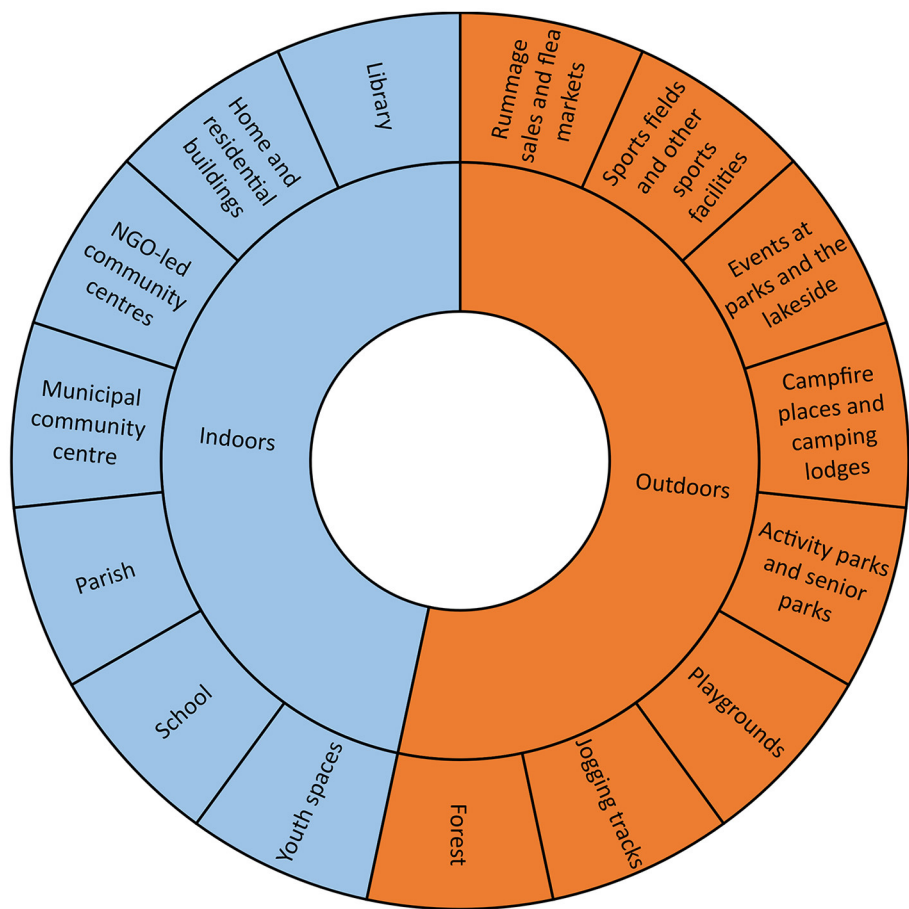 Rummage
sales and flea
markets
Sports fields
and other
sports
facilities
Events at
parks and the
lakeside
Campfire
places and
camping
lodges
Activity parks
and senior
parks
Playgrounds
Jogging tracks
Forest
Youth spaces
School
Parish
Municipal
community
centre
NGO-led
community
centres
Home and
residential
buildings
Library
Indoors
Outdoors